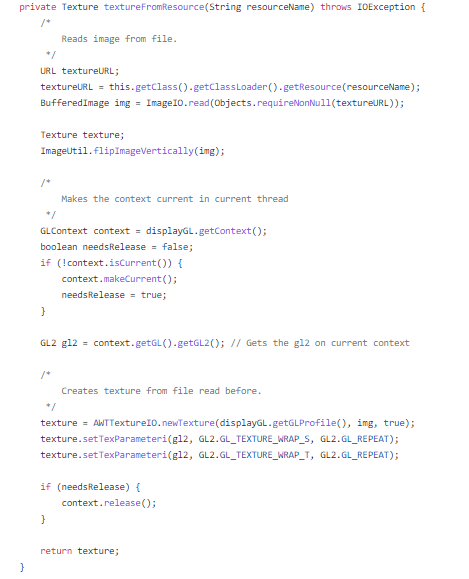 private Texture textureFromResource(String resourceName) throws IOException {
/*
Reads image from file.
*/
URL textureURL;
textureURL = this.getClass().getClassLoader().getResource(resourceName);
BufferedImage img = ImageIO.read(Objects.requireNonNull(textureURL));
Texture texture;
ImageUtil.flipImageVertically(img);
/*
Makes the context current in current thread
*/
GLContext context = displayGL.getContext();
boolean needsRelease = false;
if (!context.isCurrent()) {
context.makeCurrent();
needsRelease = true;
}
GL2 gl2 = context.getGL().getGL2(); // Gets the gl2 on current context
/*
Creates texture from file read before.
*/
texture = AWTTextureIO.newTexture(displayGL.getGLProfile(), img, true);
texture.setTexParameteri(gl2, GL2.GL_TEXTURE_WRAP_S, GL2.GL_REPEAT);
texture.setTexParameteri(gl2, GL2.GL_TEXTURE_WRAP_T, GL2.GL_REPEAT);
if (needsRelease) {
context.release();
}
return texture;
}